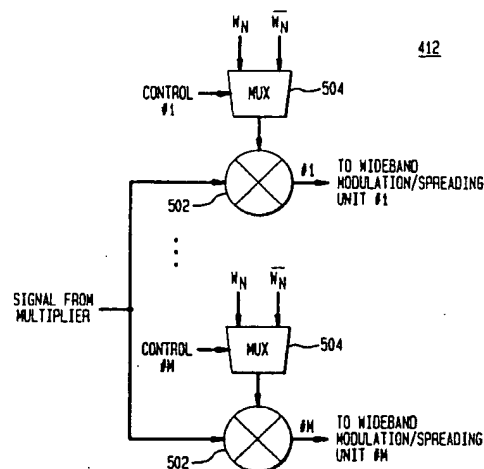 W_N  W̅_N̅
412
CONTROL #1
MUX
504
#1
TO WIDEBAND
MODULATION/SPREADING
UNIT #1
502
SIGNAL FROM
MULTIPLIER
W_N  W̅_N̅
CONTROL #M
MUX
504
#M
TO WIDEBAND
MODULATION/SPREADING
UNIT #M
502